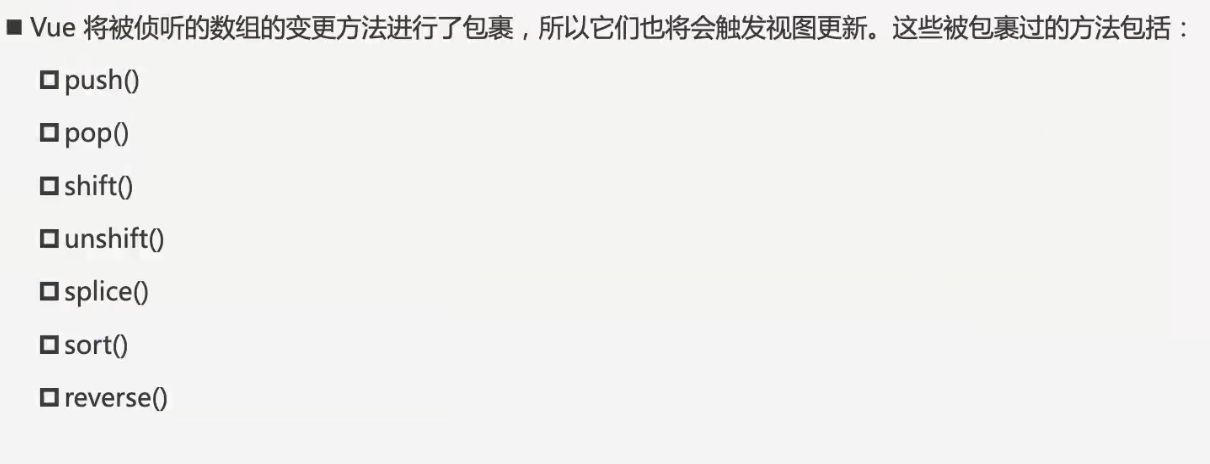 Vue 将被侦听的数组的变更方法进行了包裹，所以它们也将会触发视图更新。这些被包裹过的方法包括：
push()
pop()
shift()
unshift()
splice()
sort()
reverse()